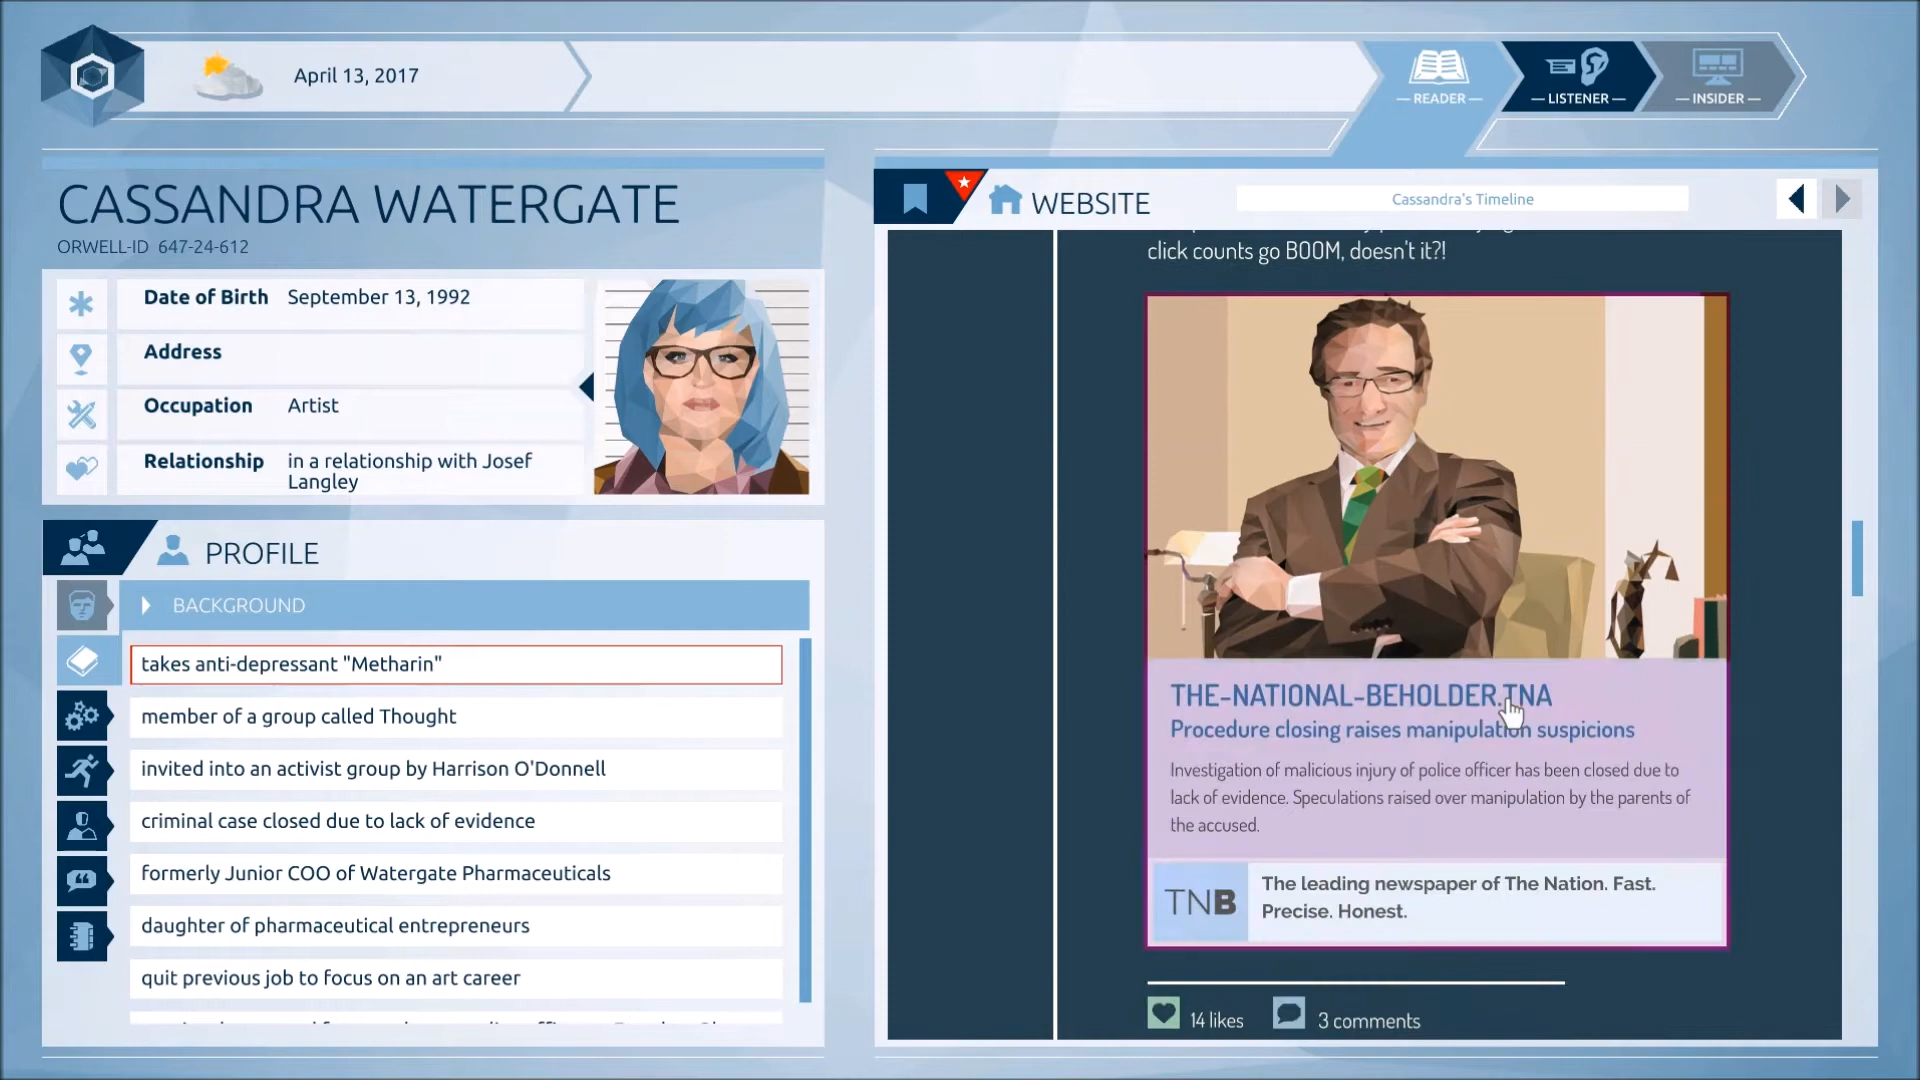 April 13, 2017
— READER —
— LISTENER —
— INSIDER —
CASSANDRA WATERGATE
ORWELL-ID 647-24-612
Date of Birth September 13, 1992
Address
Occupation Artist
Relationship in a relationship with Josef
Langley
PROFILE
BACKGROUND
takes anti-depressant "Metharin"
member of a group called Thought
invited into an activist group by Harrison O'Donnell
criminal case closed due to lack of evidence
formerly Junior COO of Watergate Pharmaceuticals
daughter of pharmaceutical entrepreneurs
quit previous job to focus on an art career
WEBSITE
Cassandra's Timeline
click counts go BOOM, doesn't it?!
THE-NATIONAL-BEHOLDER.TNA
Procedure closing raises manipulation suspicions
Investigation of malicious injury of police officer has been closed due to
lack of evidence. Speculations raised over manipulation by the parents of
the accused.
TNB
The leading newspaper of The Nation. Fast.
Precise. Honest.
14 likes
3 comments